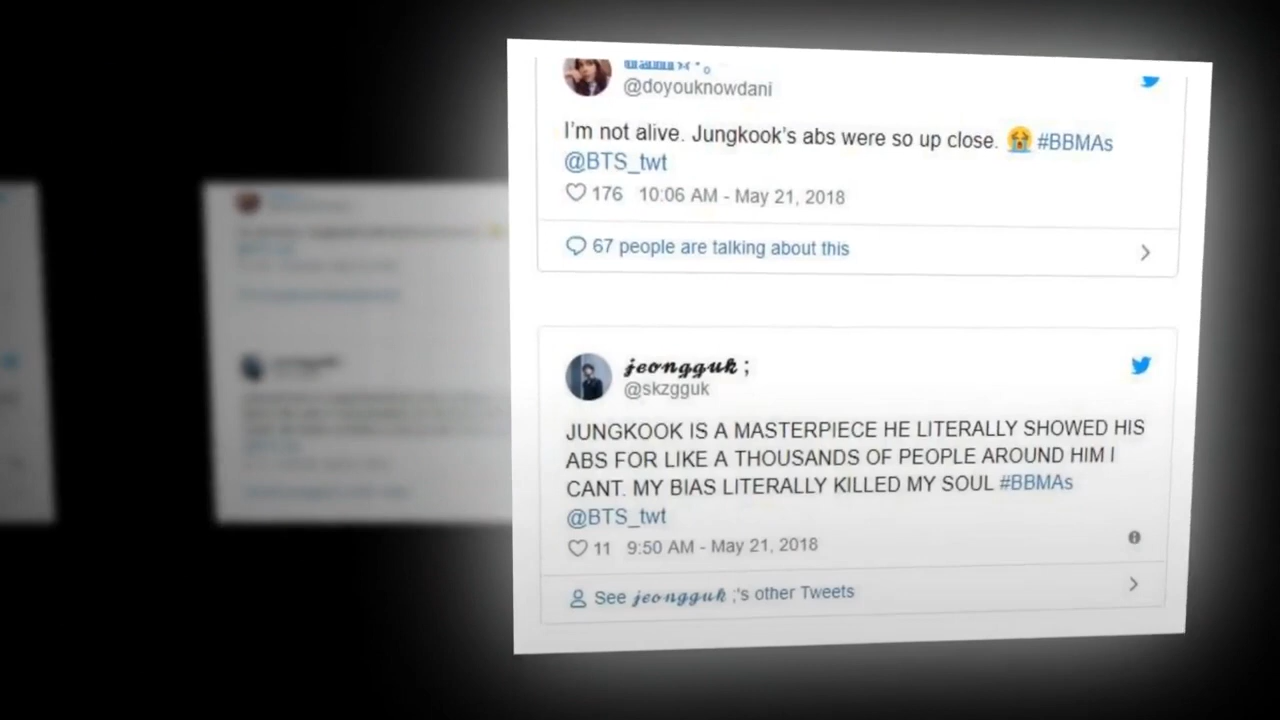 @doyouknowdani
I'm not alive. Jungkook's abs were so up close. 😭 #BBMAs
@BTS_twt
176 10:06 AM - May 21, 2018
67 people are talking about this
jeongguk ;
@skzgguk
JUNGKOOK IS A MASTERPIECE HE LITERALLY SHOWED HIS
ABS FOR LIKE A THOUSANDS OF PEOPLE AROUND HIM I
CANT. MY BIAS LITERALLY KILLED MY SOUL #BBMAs
@BTS_twt
11 9:50 AM - May 21, 2018
See jeongguk ;'s other Tweets